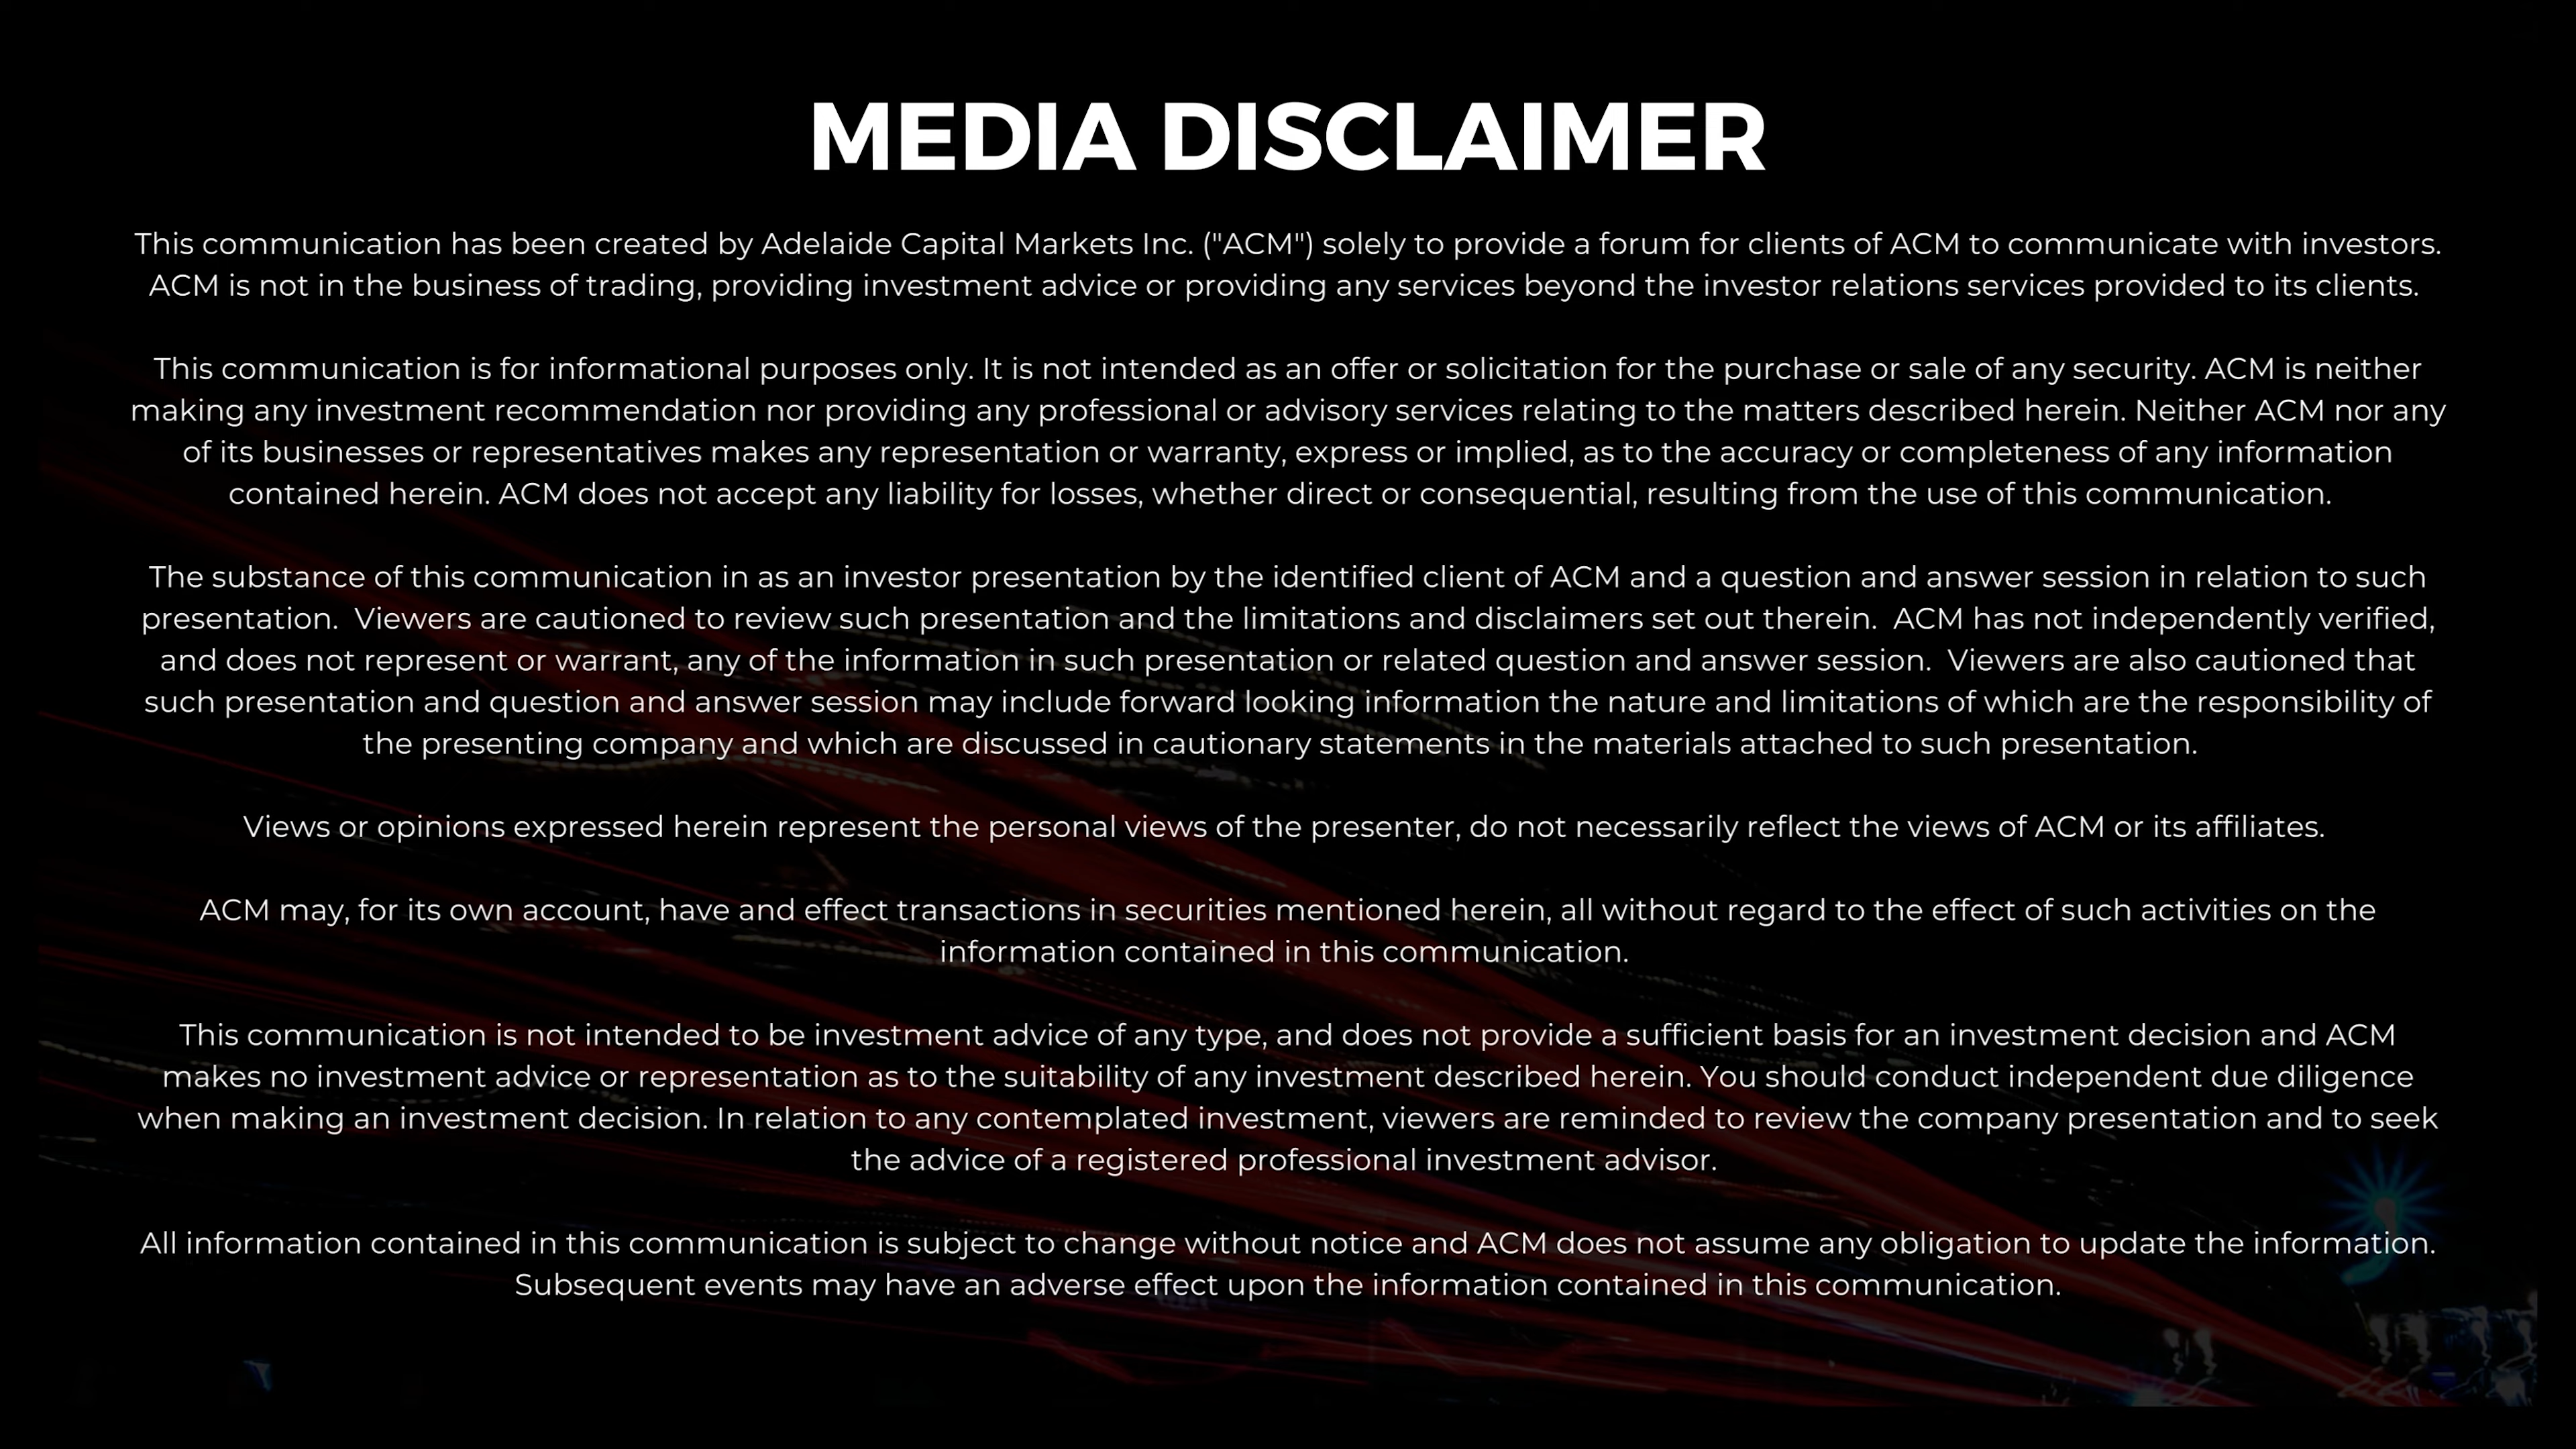 MEDIA DISCLAIMER
This communication has been created by Adelaide Capital Markets Inc. ("ACM") solely to provide a forum for clients of ACM to communicate with investors.
ACM is not in the business of trading, providing investment advice or providing any services beyond the investor relations services provided to its clients.
This communication is for informational purposes only. It is not intended as an offer or solicitation for the purchase or sale of any security. ACM is neither
making any investment recommendation nor providing any professional or advisory services relating to the matters described herein. Neither ACM nor any
of its businesses or representatives makes any representation or warranty, express or implied, as to the accuracy or completeness of any information
contained herein. ACM does not accept any liability for losses, whether direct or consequential, resulting from the use of this communication.
The substance of this communication in as an investor presentation by the identified client of ACM and a question and answer session in relation to such
presentation.  Viewers are cautioned to review such presentation and the limitations and disclaimers set out therein.  ACM has not independently verified,
and does not represent or warrant, any of the information in such presentation or related question and answer session.  Viewers are also cautioned that
such presentation and question and answer session may include forward looking information the nature and limitations of which are the responsibility of
the presenting company and which are discussed in cautionary statements in the materials attached to such presentation.
Views or opinions expressed herein represent the personal views of the presenter, do not necessarily reflect the views of ACM or its affiliates.
ACM may, for its own account, have and effect transactions in securities mentioned herein, all without regard to the effect of such activities on the
information contained in this communication.
This communication is not intended to be investment advice of any type, and does not provide a sufficient basis for an investment decision and ACM
makes no investment advice or representation as to the suitability of any investment described herein. You should conduct independent due diligence
when making an investment decision. In relation to any contemplated investment, viewers are reminded to review the company presentation and to seek
the advice of a registered professional investment advisor.
All information contained in this communication is subject to change without notice and ACM does not assume any obligation to update the information.
Subsequent events may have an adverse effect upon the information contained in this communication.